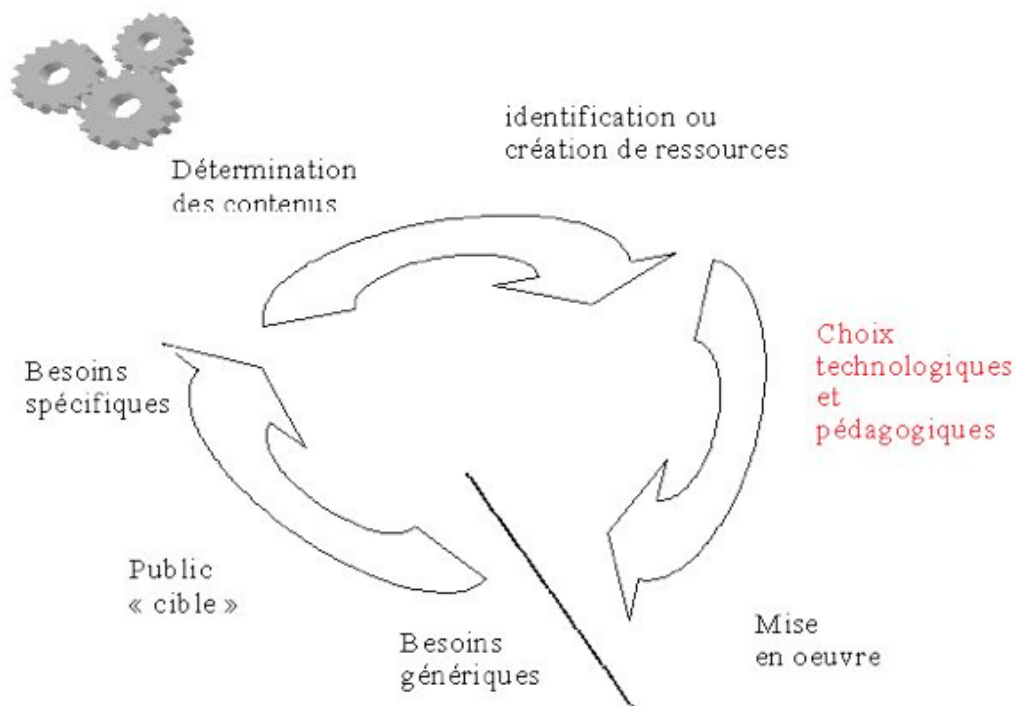 identification ou
création de ressources
Détermination
des contenus
Choix
technologiques
et
pédagogiques
Besoins
spécifiques
Public
« cible »
Besoins
génériques
Mise
en oeuvre